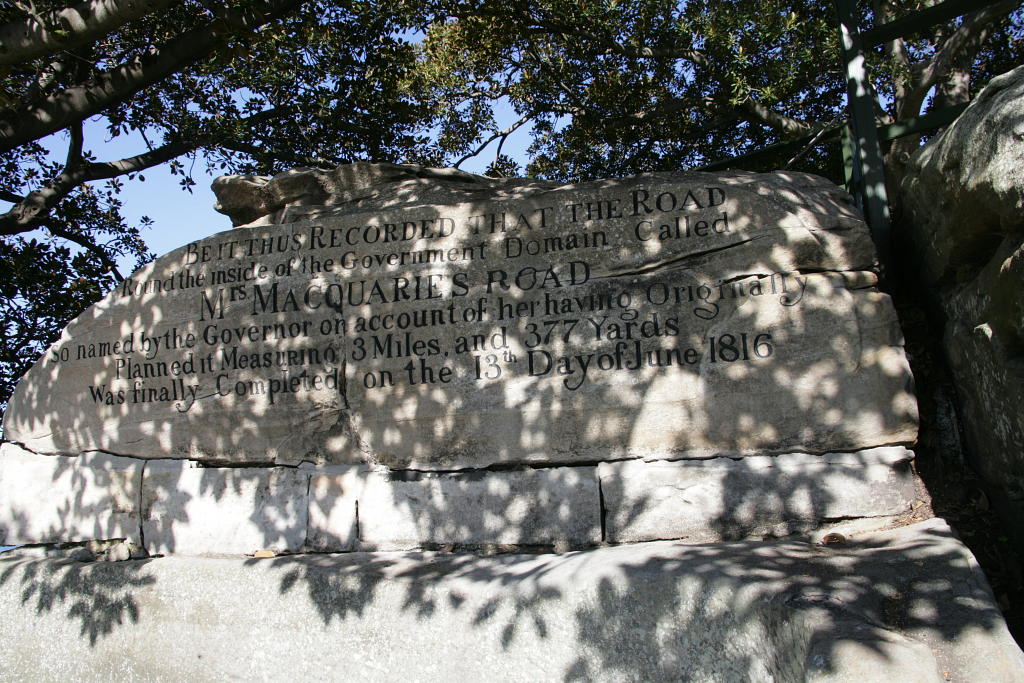 BE IT THUS RECORDED THAT THE ROAD
Round the inside of the Government Domain Called
Mrs MACQUARIE'S ROAD
So named by the Governor on account of her having Originally
Planned it Measuring 3 Miles, and 377 Yards
Was finally Completed on the 13th Day of June 1816